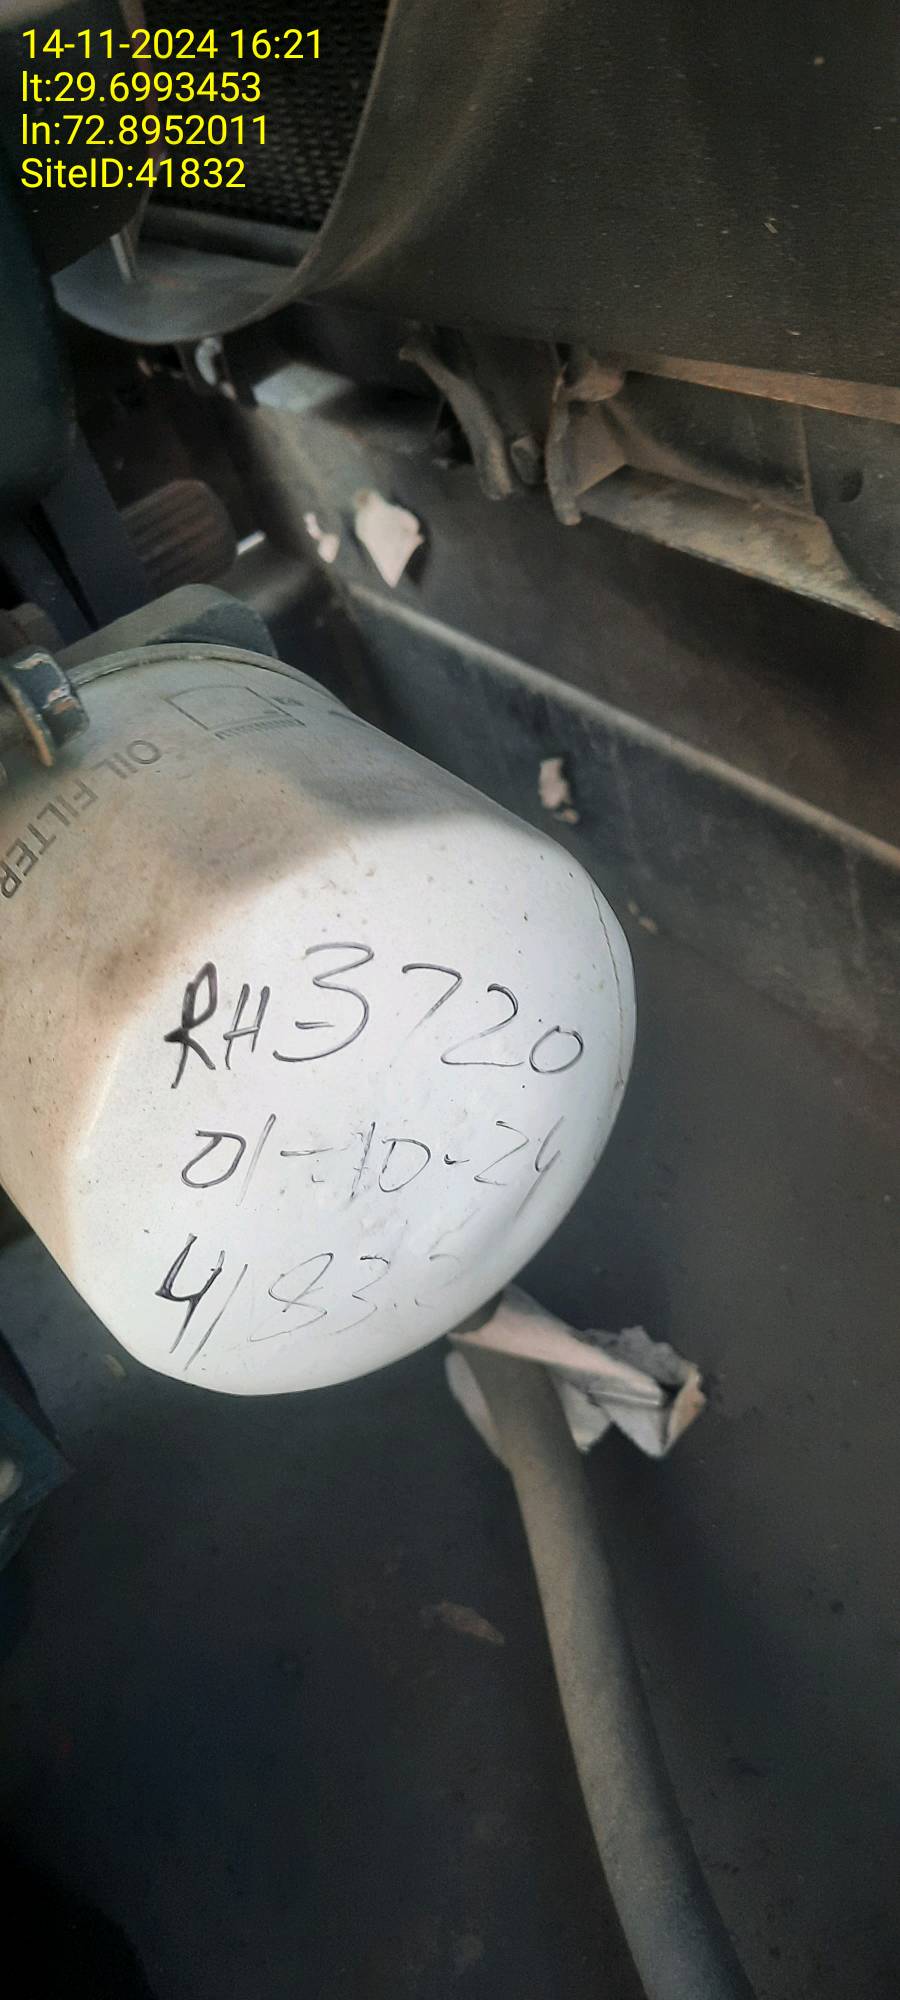 14-11-2024 16:21
lt:29.6993453
ln:72.8952011
SiteID:41832
OIL FILTER
RH-3720
01-10-24
41832